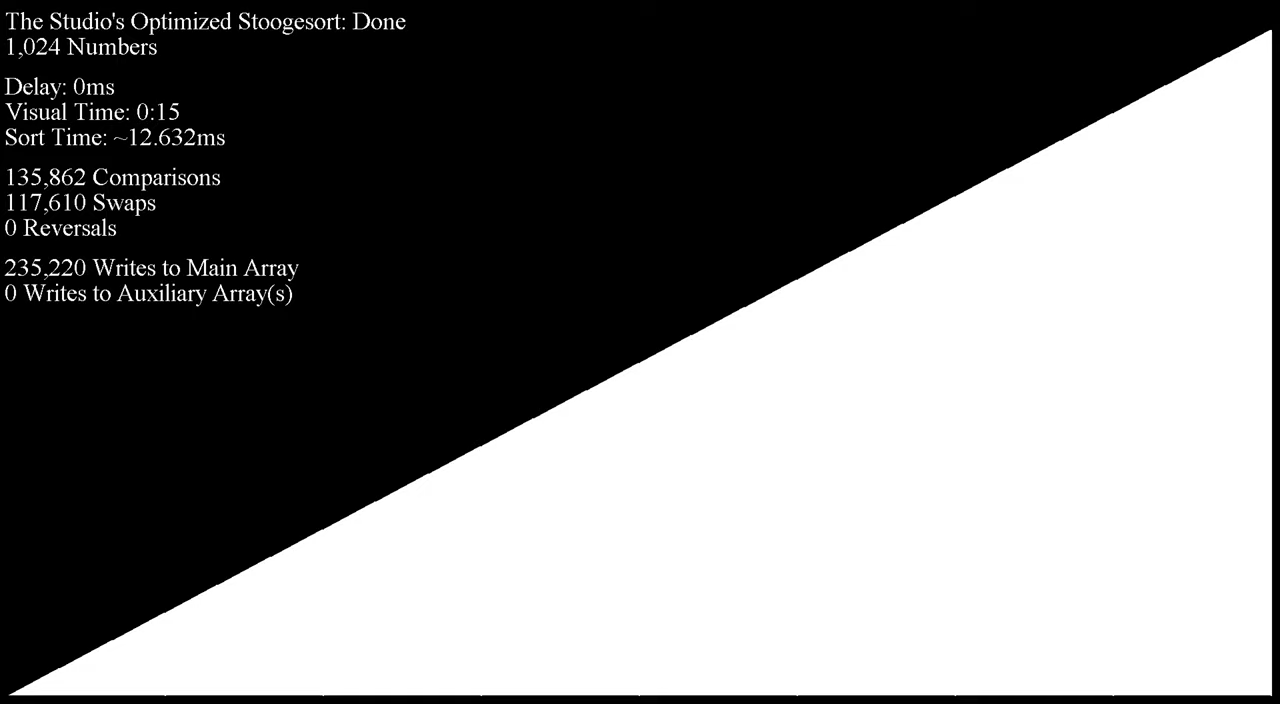 The Studio's Optimized Stoogesort: Done
1,024 Numbers
Delay: 0ms
Visual Time: 0:15
Sort Time: ~12.632ms
135,862 Comparisons
117,610 Swaps
0 Reversals
235,220 Writes to Main Array
0 Writes to Auxiliary Array(s)